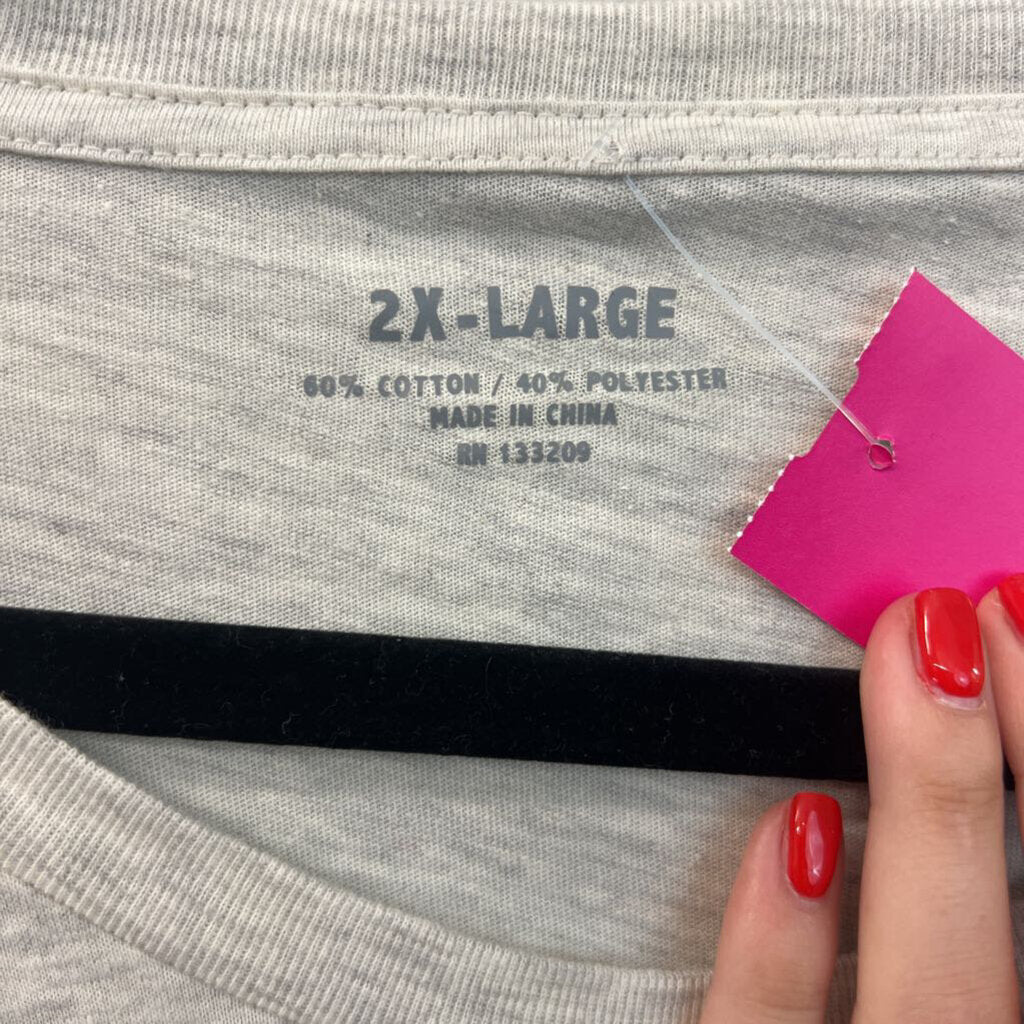 2X-LARGE
60% COTTON / 40% POLYESTER
MADE IN CHINA
RN 133209